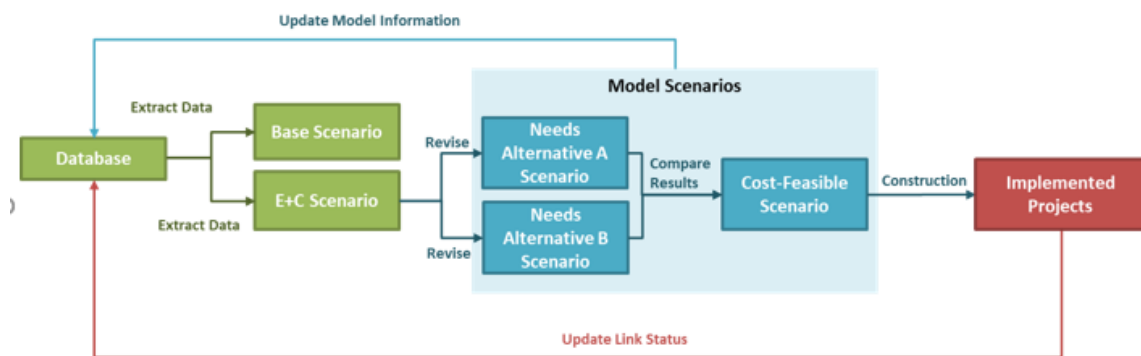 Update Model Information
Model Scenarios
Extract Data
Base Scenario
Database
E+C Scenario
Extract Data
Revise
Needs
Alternative A
Scenario
Revise
Needs
Alternative B
Scenario
Compare
Results
Cost-Feasible
Scenario
Construction
Implemented
Projects
Update Link Status